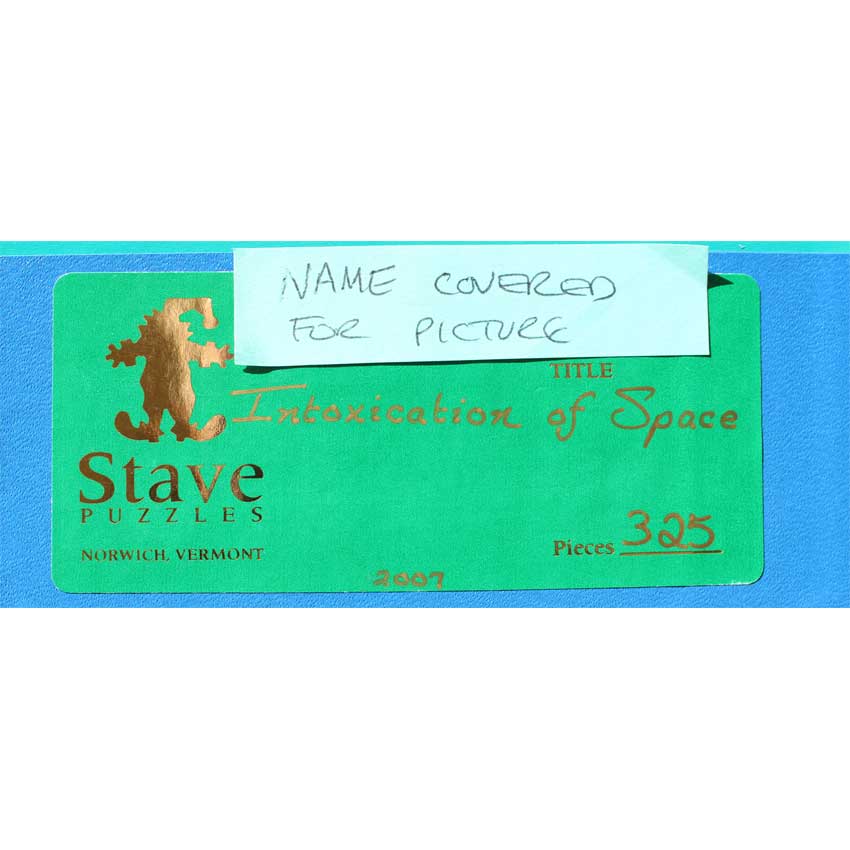 NAME COVERED
FOR PICTURE
TITLE
Intoxication of Space
Stave
PUZZLES
NORWICH, VERMONT
Pieces 325
2007